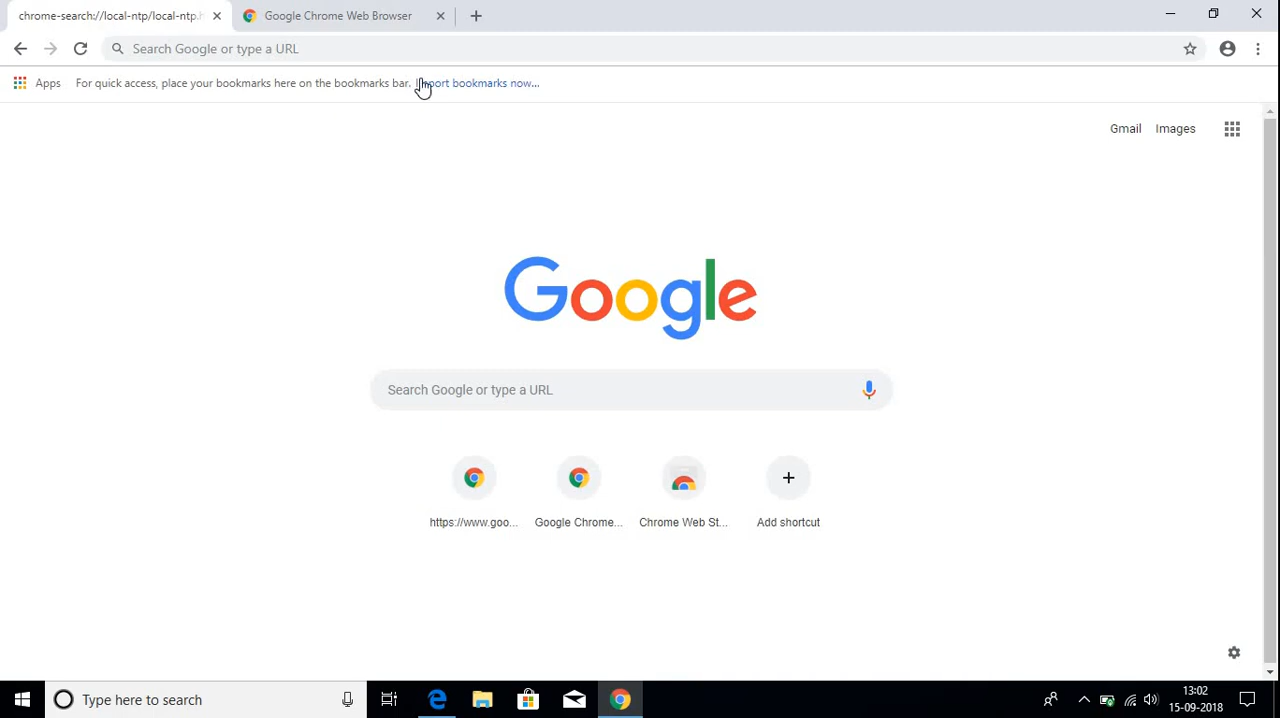 chrome-search://local-ntp/local-ntp.h
Google Chrome Web Browser
Search Google or type a URL
Apps
For quick access, place your bookmarks here on the bookmarks bar. Import bookmarks now...
Gmail
Images
Google
Search Google or type a URL
https://www.goo...
Google Chrome...
Chrome Web St...
Add shortcut
Type here to search
13:02
15-09-2018